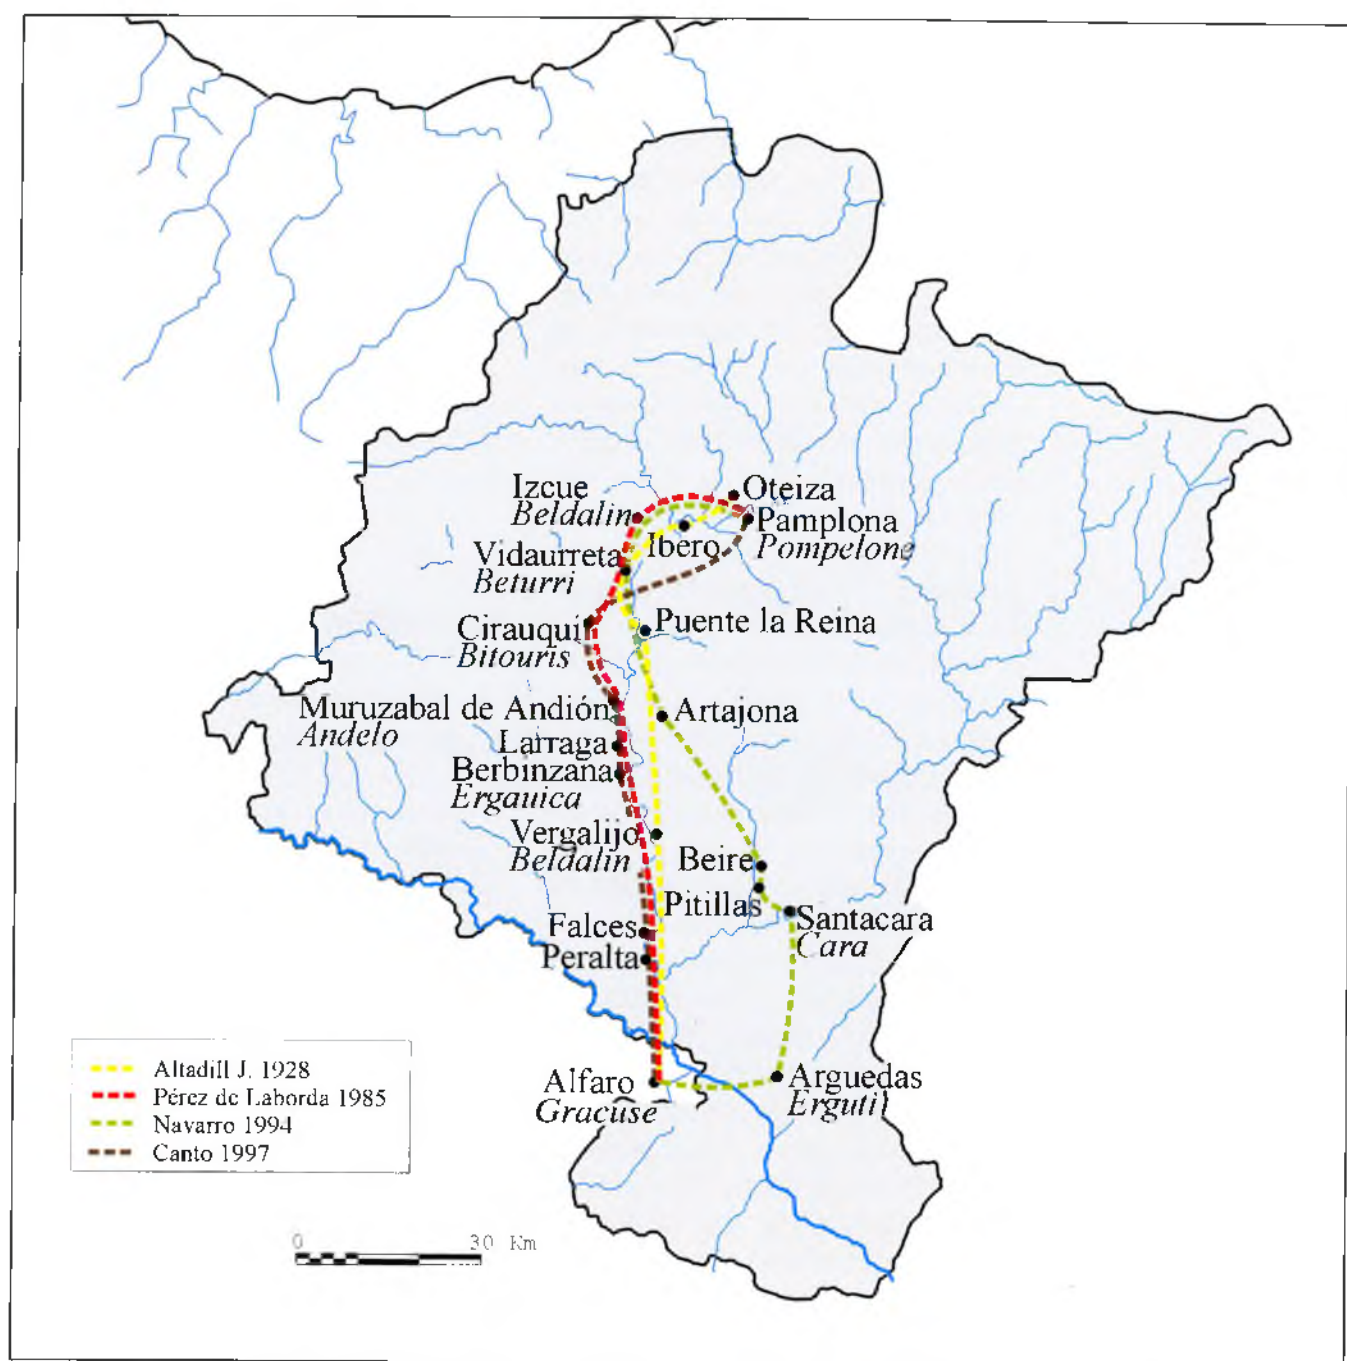 Oteiza
Izcue
Beldalin
Pamplona
Pompelone
Ibero
Vidaurreta
Beturri
Puente la Reina
Cirauqui
Bitouris
Muruzabal de Andión
Andelo
Artajona
Larraga
Berbinzana
Ergauica
Vergalijo
Beldalin
Beire
Pitillas
Santacara
Cara
Falces
Peralta
Alfaro
Gracuse
Arguedas
Erguti
Altadill J. 1928
Pérez de Laborda 1985
Navarro 1994
Canto 1997
0 30 Km